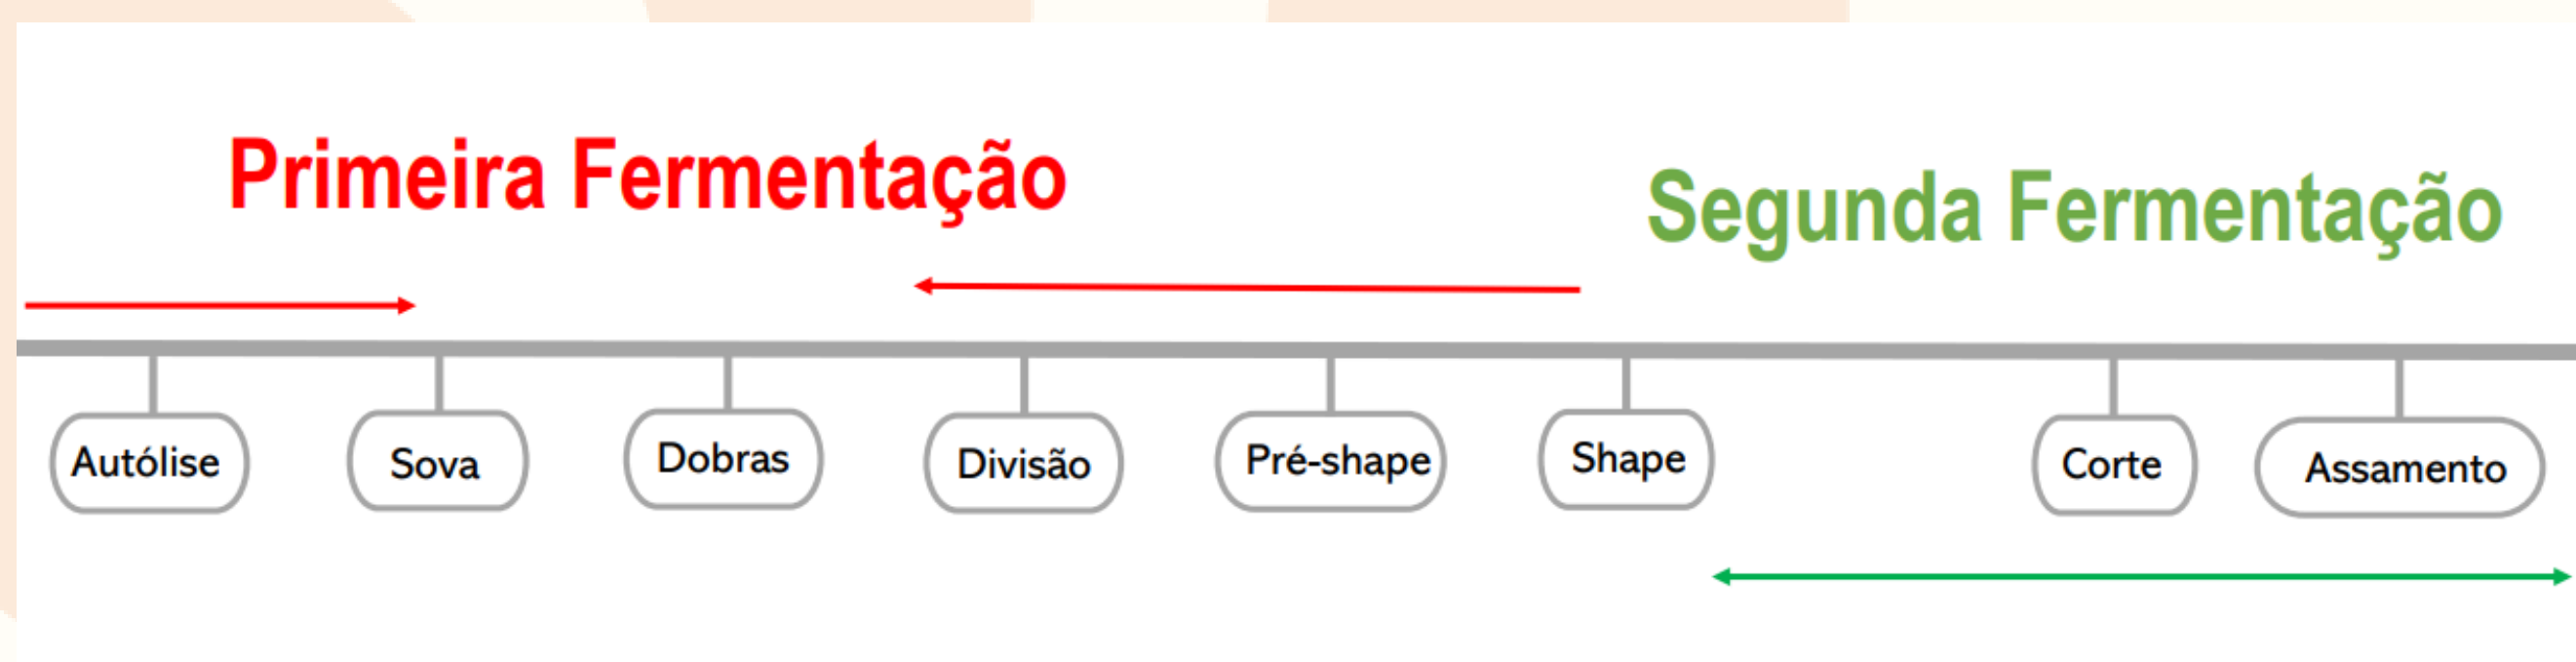 Primeira Fermentação
Segunda Fermentação
Autólise
Sova
Dobras
Divisão
Pré-shape
Shape
Corte
Assamento